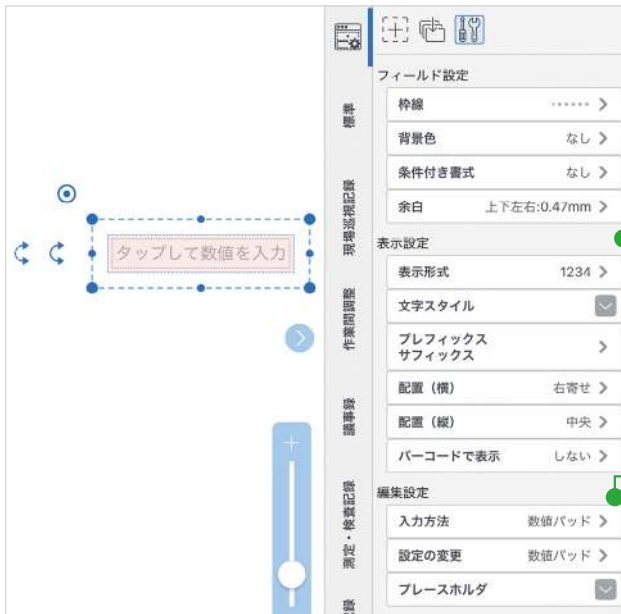 タップして数値を入力
標準
現場巡視記録
作業間調整
議事録
測定・検査記録
録
フィールド設定
枠線
背景色 なし
条件付き書式 なし
余白 上下左右:0.47mm
表示設定
表示形式 1234
文字スタイル
プレフィックス
サフィックス
配置（横） 右寄せ
配置（縦） 中央
バーコードで表示 しない
編集設定
入力方法 数値パッド
設定の変更 数値パッド
プレースホルダ